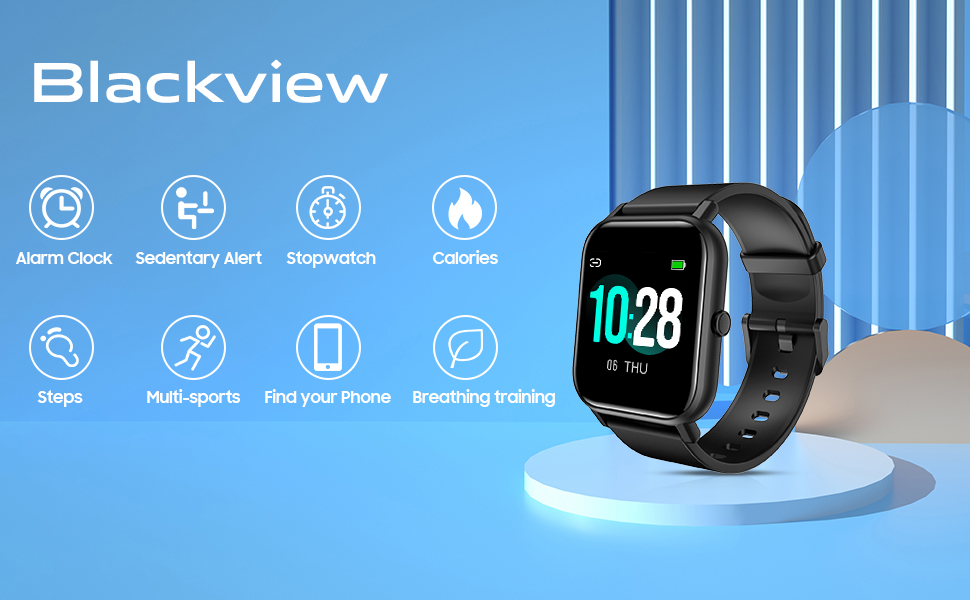 Blackview
Alarm Clock
Sedentary Alert
Stopwatch
Calories
Steps
Multi-sports
Find your Phone
Breathing training
10:28
06 THU